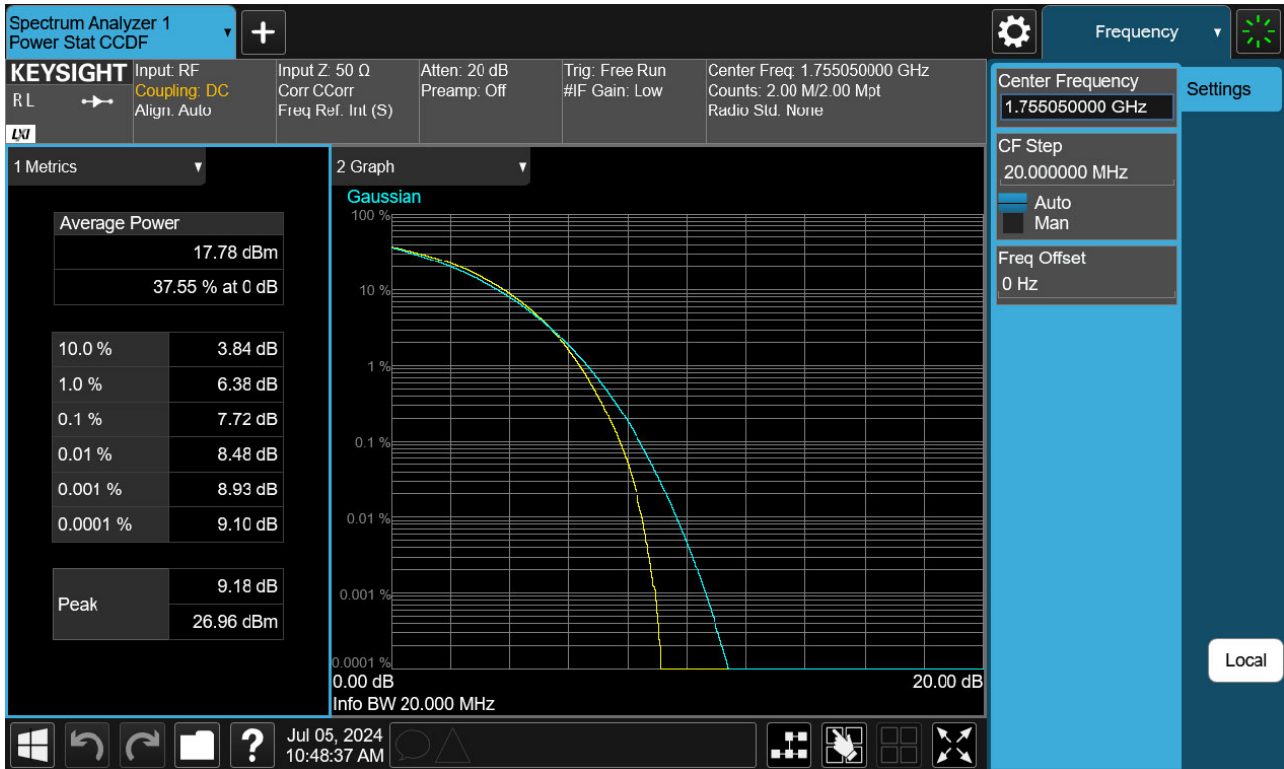 Spectrum Analyzer 1
Power Stat CCDF
+
Frequency
KEYSIGHT
R L
LXI
Input: RF
Coupling: DC
Align: Auto
Input Z: 50 Ω
Corr CCorr
Freq Ref: Int (S)
Atten: 20 dB
Preamp: Off
Trig: Free Run
#IF Gain: Low
Center Freq: 1.755050000 GHz
Counts: 2.00 M/2.00 Mpt
Radio Std: None
1 Metrics
Average Power
17.78 dBm
37.55 % at 0 dB
10.0 % 3.84 dB
1.0 % 6.38 dB
0.1 % 7.72 dB
0.01 % 8.48 dB
0.001 % 8.93 dB
0.0001 % 9.10 dB
Peak
9.18 dB
26.96 dBm
2 Graph
Gaussian
100 %
10 %
1 %
0.1 %
0.01 %
0.001 %
0.0001 %
0.00 dB 20.00 dB
Info BW 20.000 MHz
Center Frequency
1.755050000 GHz
Settings
CF Step
20.000000 MHz
Auto
Man
Freq Offset
0 Hz
Local
?
Jul 05, 2024
10:48:37 AM